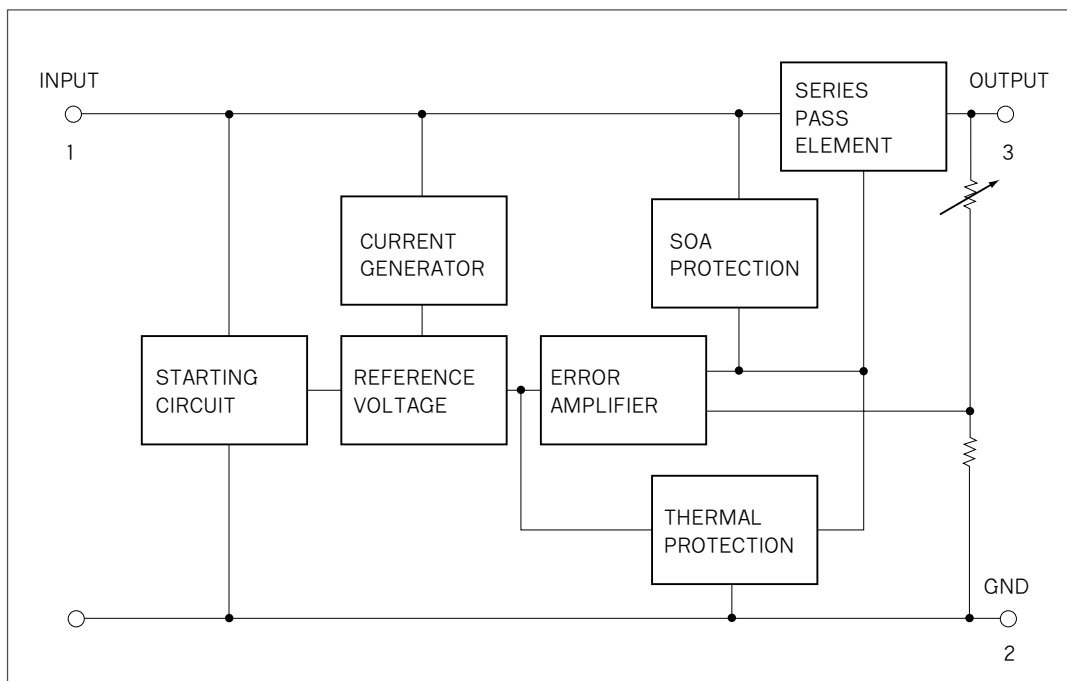 INPUT
1
SERIES
PASS
ELEMENT
OUTPUT
3
CURRENT
GENERATOR
SOA
PROTECTION
STARTING
CIRCUIT
REFERENCE
VOLTAGE
ERROR
AMPLIFIER
THERMAL
PROTECTION
GND
2